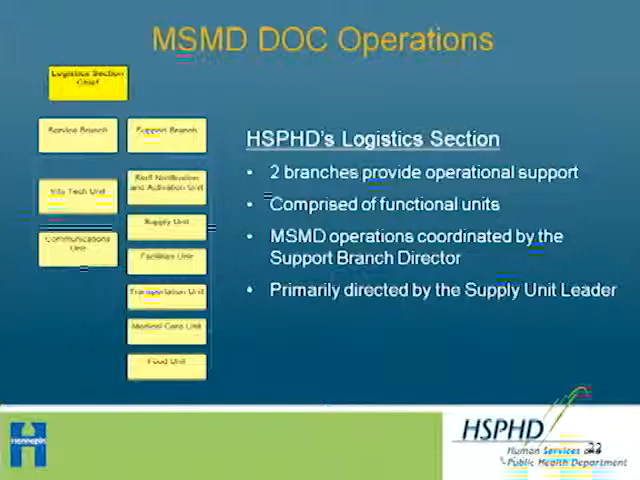 MSMD DOC Operations
Logistics Section
Chief
Service Branch
Support Branch
Info Tech Unit
Communications
Unit
Staff Notification
and Activation Unit
Supply Unit
Facilities Unit
Transportation Unit
Medical Care Unit
Food Unit
HSPHD's Logistics Section
• 2 branches provide operational support
• Comprised of functional units
• MSMD operations coordinated by the
Support Branch Director
• Primarily directed by the Supply Unit Leader
Hennepin
HSPHD
Human Services and
Public Health Department
22